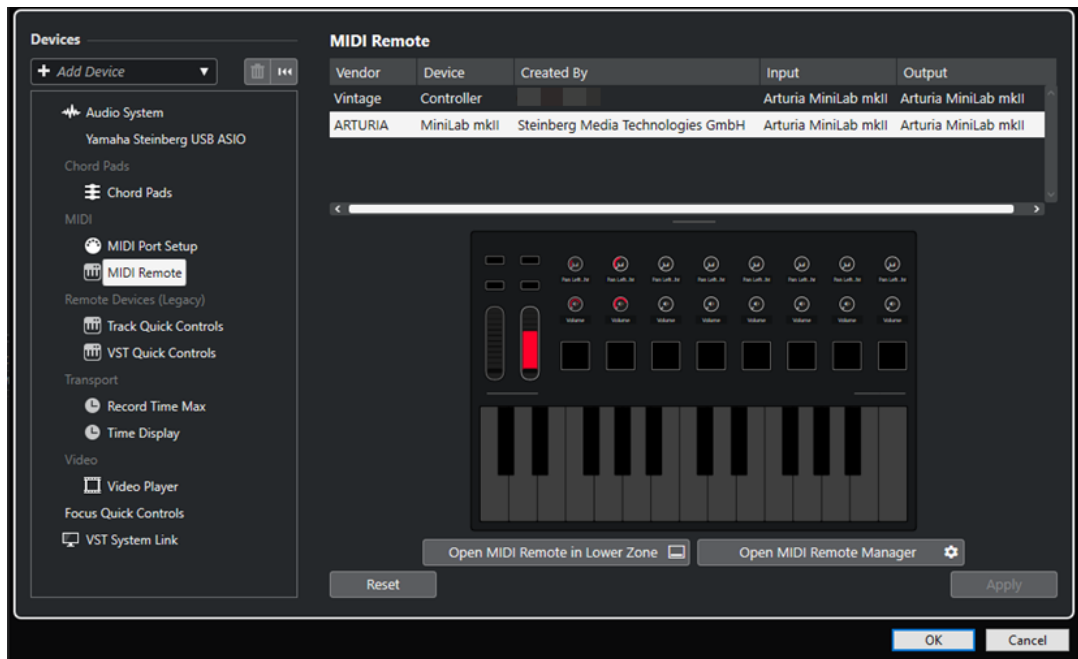 Devices
MIDI Remote
Add Device
Vendor Device Created By Input Output
Vintage Controller Arturia MiniLab mkII Arturia MiniLab mkII
ARTURIA MiniLab mkII Steinberg Media Technologies GmbH Arturia MiniLab mkII Arturia MiniLab mkII
Audio System
Yamaha Steinberg USB ASIO
Chord Pads
Chord Pads
MIDI
MIDI Port Setup
MIDI Remote
Remote Devices (Legacy)
Track Quick Controls
VST Quick Controls
Transport
Record Time Max
Time Display
Video
Video Player
Focus Quick Controls
VST System Link
Volume Volume Volume Volume Volume Volume Volume Volume
Open MIDI Remote in Lower Zone
Open MIDI Remote Manager
Reset
Apply
OK
Cancel